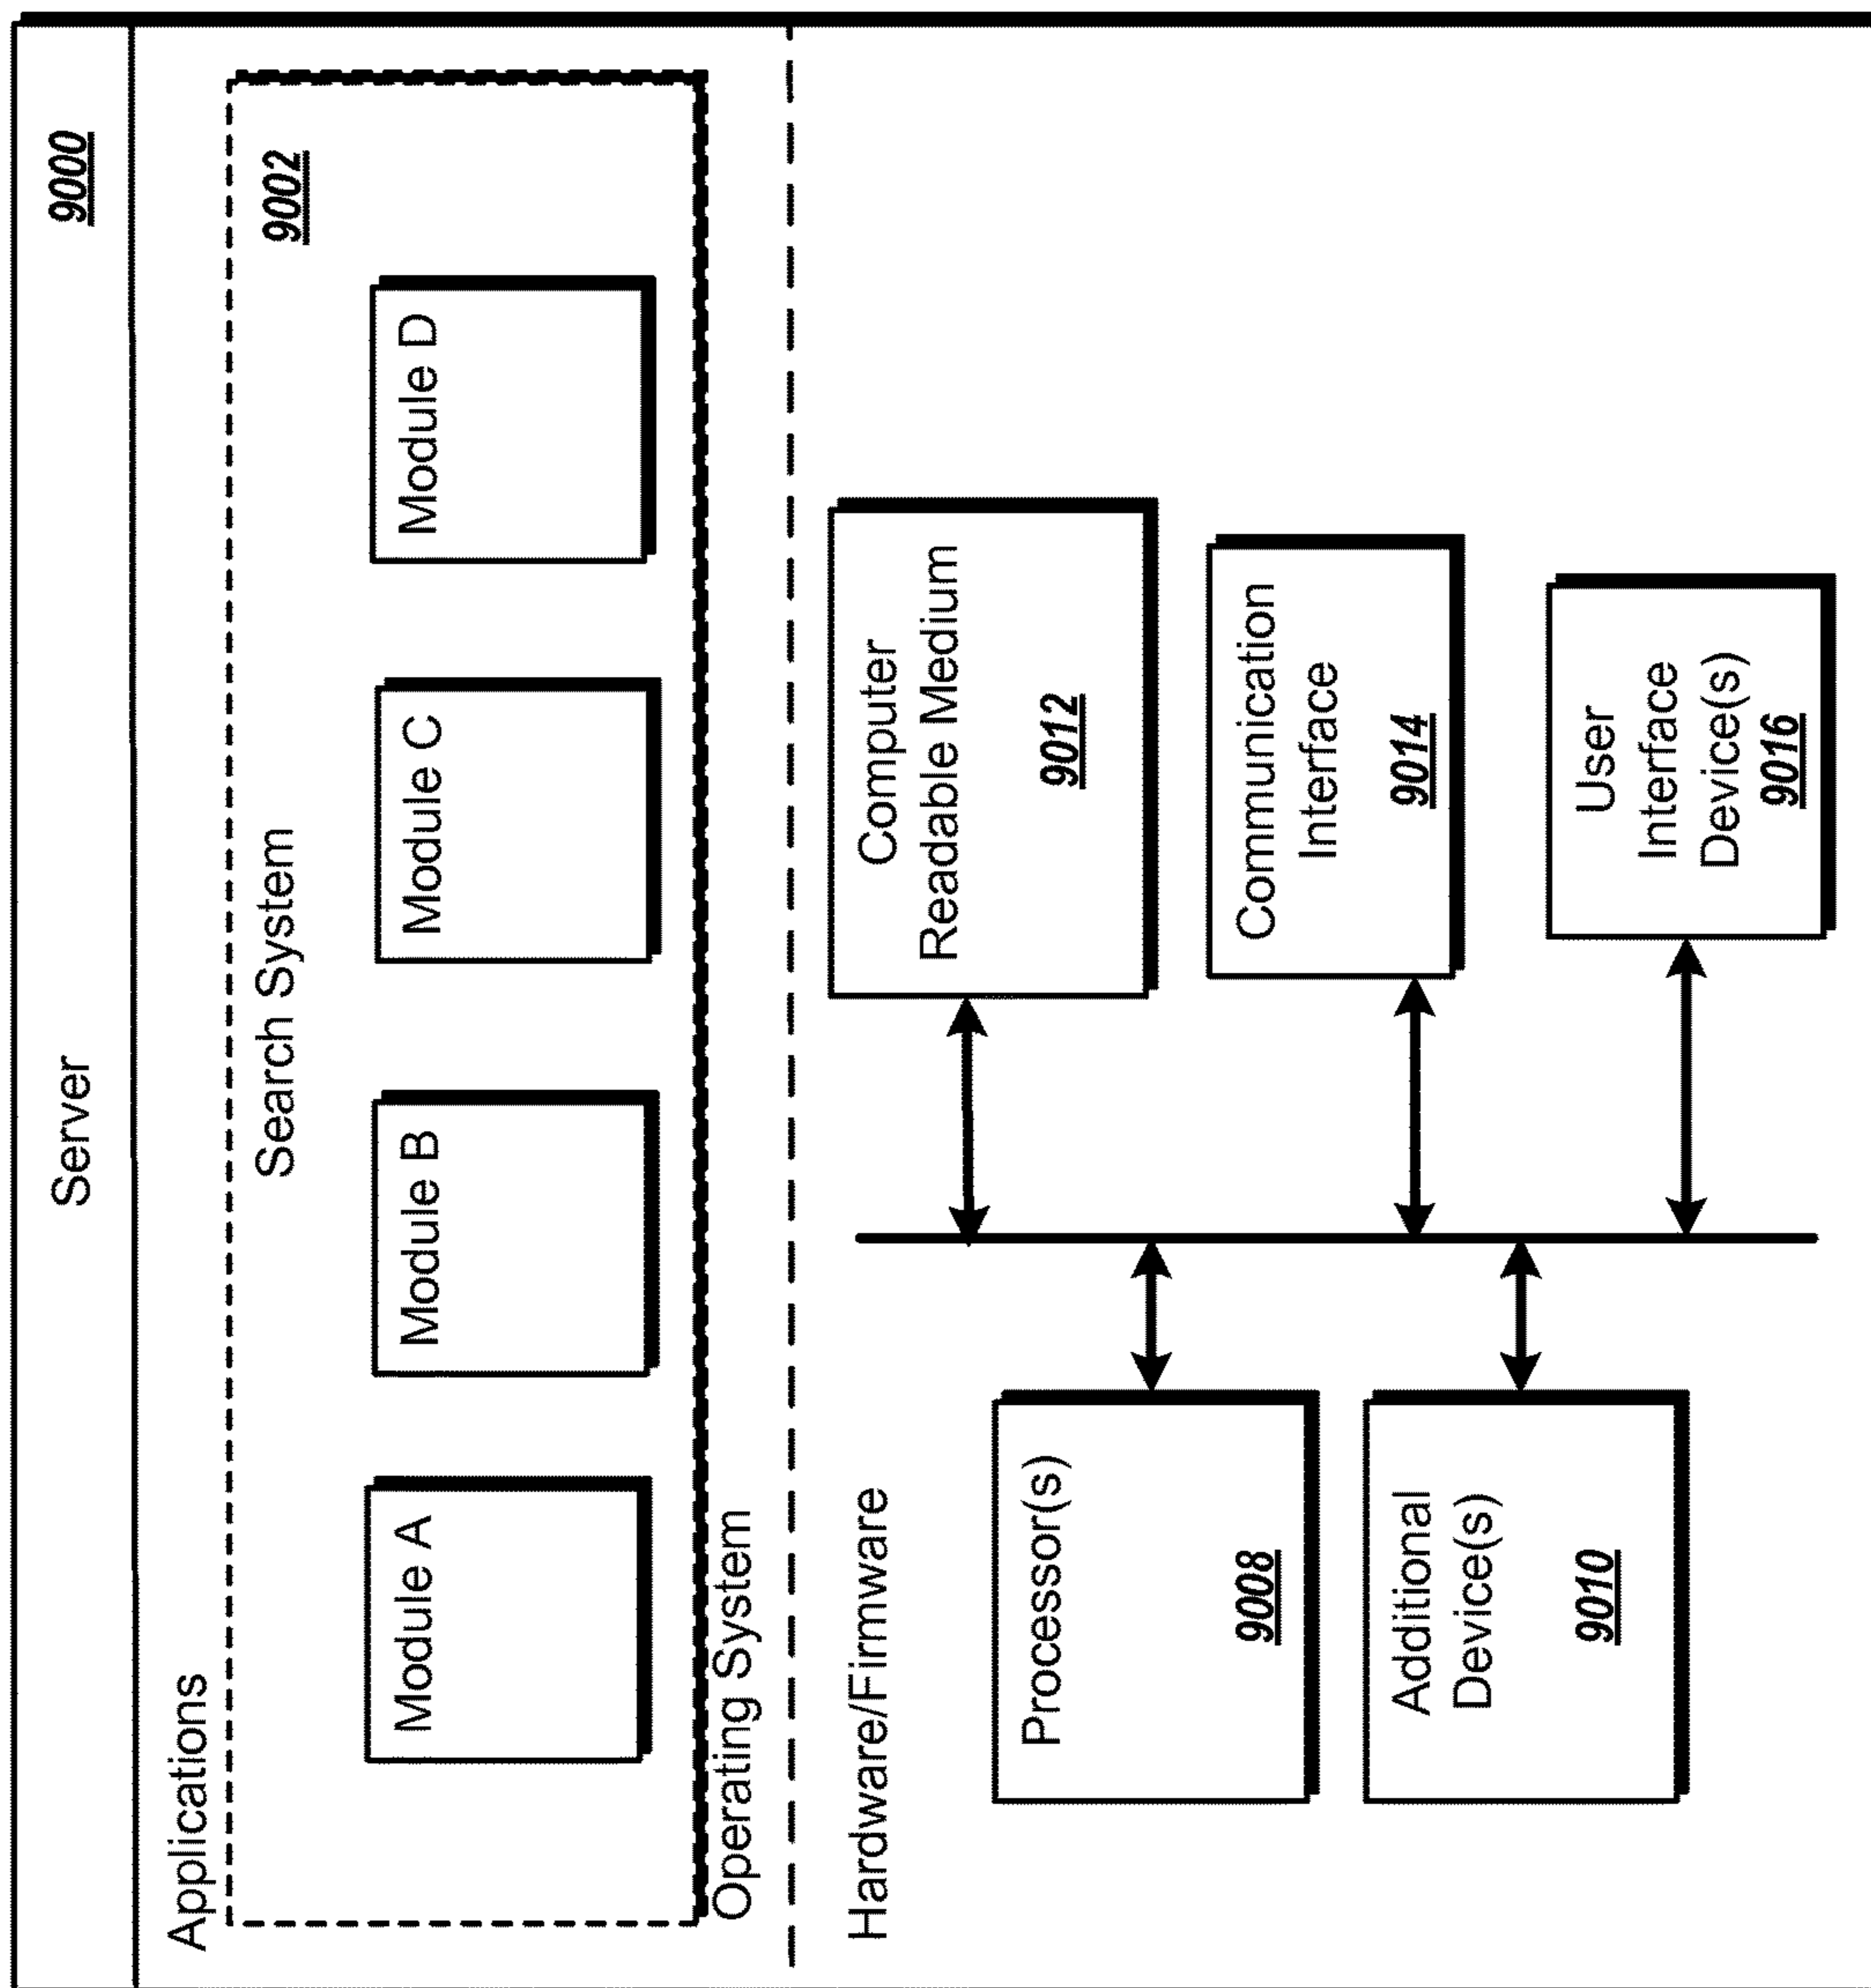 Server
9000
Applications
Search System
9002
Module A
Module B
Module C
Module D
Operating System
Hardware/Firmware
Processor(s)
9008
Additional
Device(s)
9010
Computer
Readable Medium
9012
Communication
Interface
9014
User
Interface
Device(s)
9016